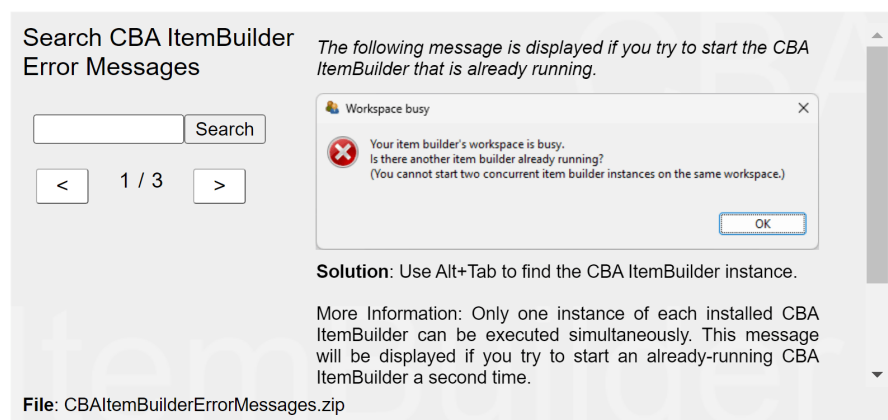 Search CBA ItemBuilder
Error Messages
Search
<
1 / 3
>
The following message is displayed if you try to start the CBA
ItemBuilder that is already running.
Workspace busy
Your item builder's workspace is busy.
Is there another item builder already running?
(You cannot start two concurrent item builder instances on the same workspace.)
OK
Solution: Use Alt+Tab to find the CBA ItemBuilder instance.
More Information: Only one instance of each installed CBA
ItemBuilder can be executed simultaneously. This message
will be displayed if you try to start an already-running CBA
ItemBuilder a second time.
File: CBAItemBuilderErrorMessages.zip